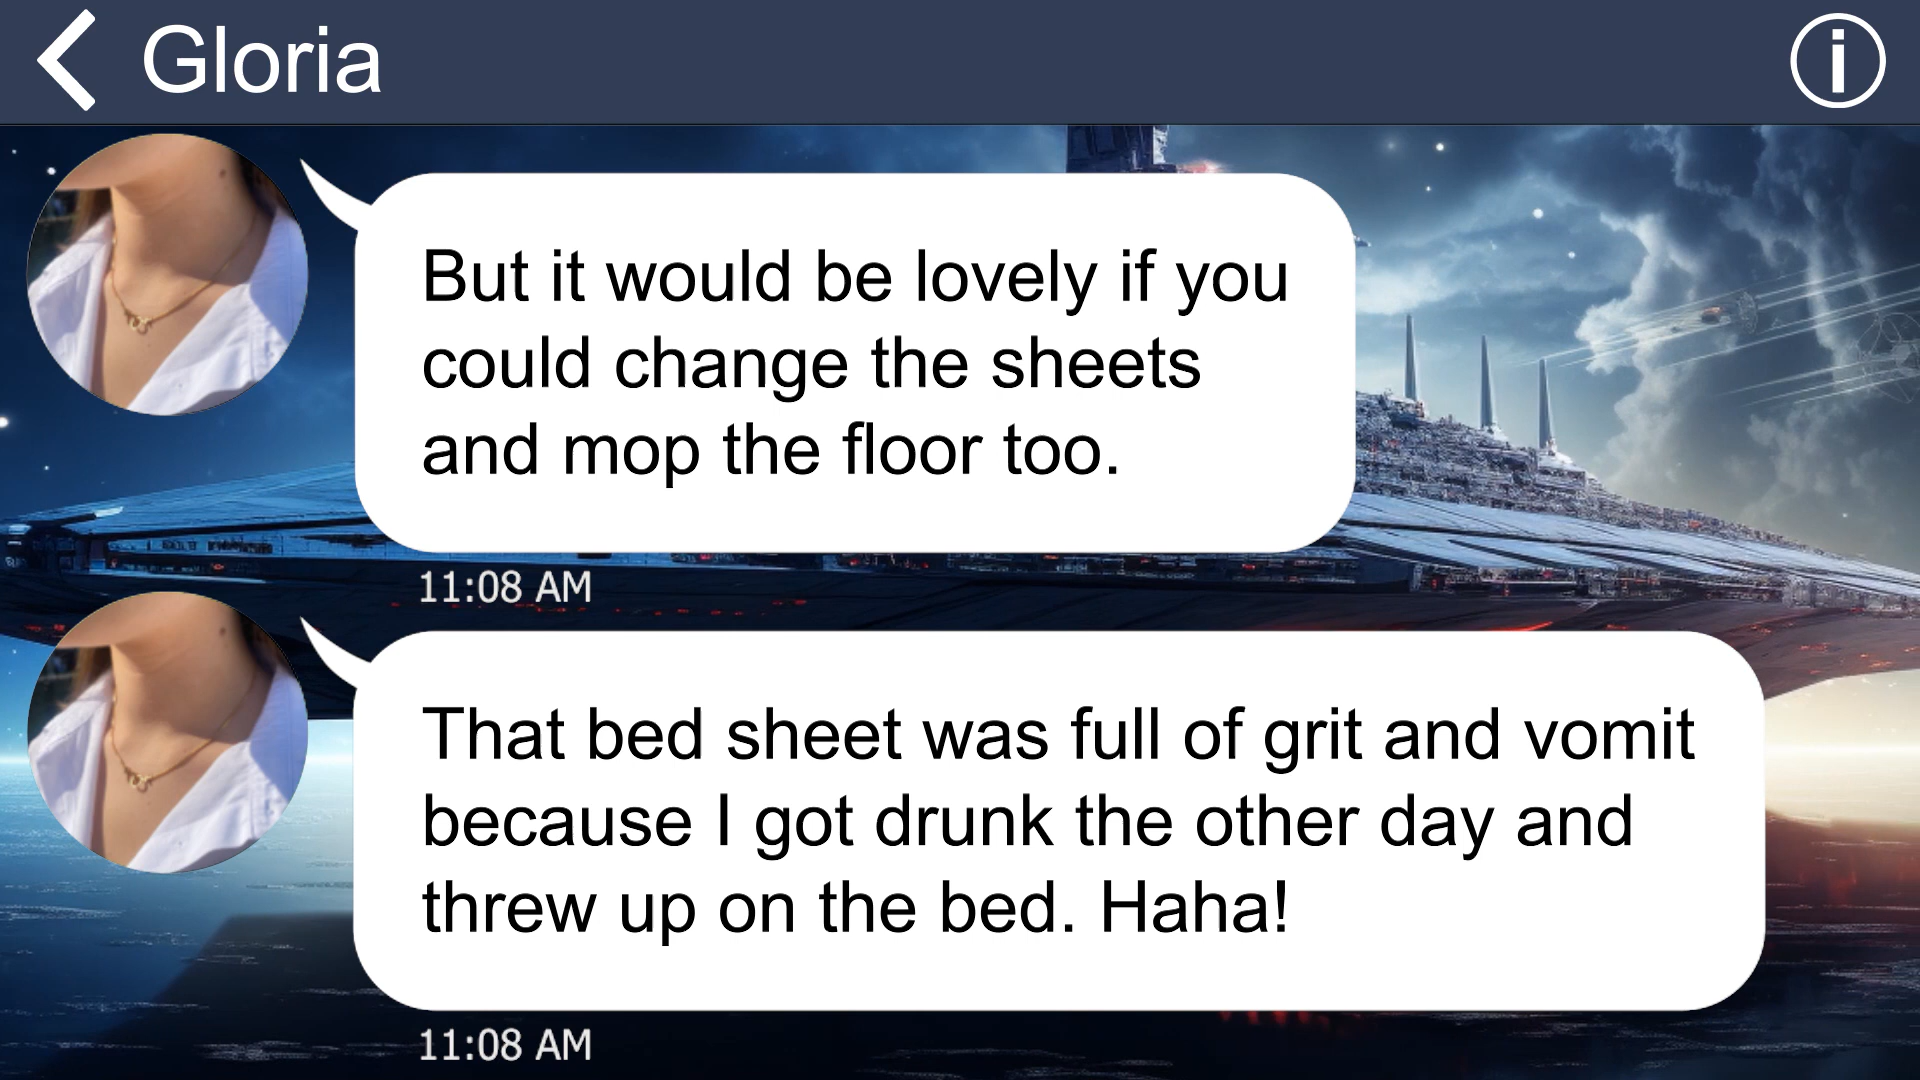 Gloria
But it would be lovely if you
could change the sheets
and mop the floor too.
11:08 AM
That bed sheet was full of grit and vomit
because I got drunk the other day and
threw up on the bed. Haha!
11:08 AM